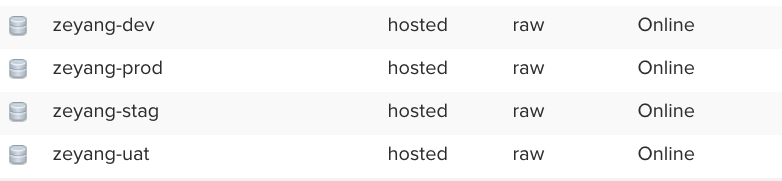 zeyang-dev hosted raw Online
zeyang-prod hosted raw Online
zeyang-stag hosted raw Online
zeyang-uat hosted raw Online